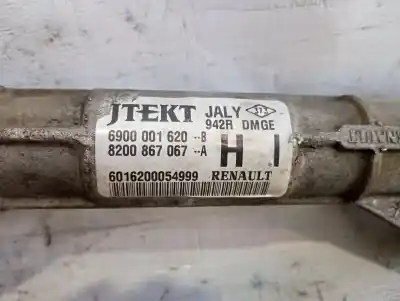 JTEKT JALY
942R DMGE
6900 001 620 --B
8200 867 067 --A
H I
6016200054999 RENAULT